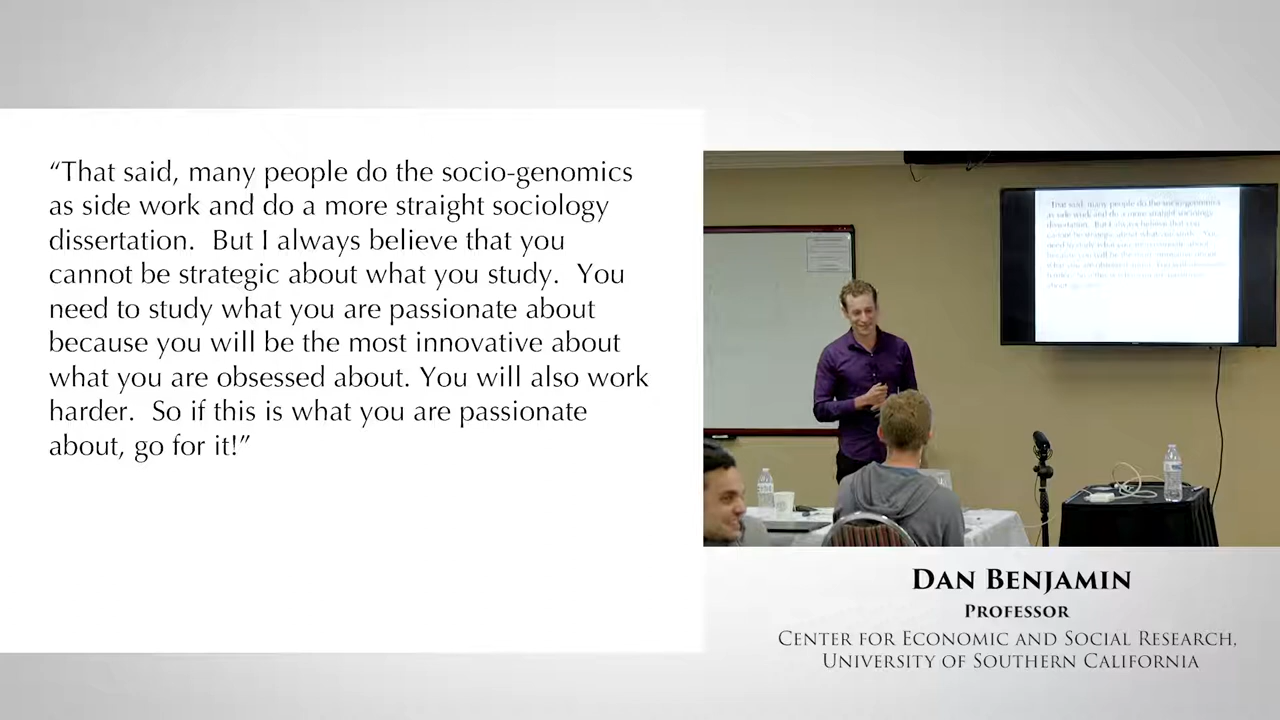 “That said, many people do the socio-genomics
as side work and do a more straight sociology
dissertation.  But I always believe that you
cannot be strategic about what you study.  You
need to study what you are passionate about
because you will be the most innovative about
what you are obsessed about. You will also work
harder.  So if this is what you are passionate
about, go for it!”
DAN BENJAMIN
PROFESSOR
CENTER FOR ECONOMIC AND SOCIAL RESEARCH,
UNIVERSITY OF SOUTHERN CALIFORNIA